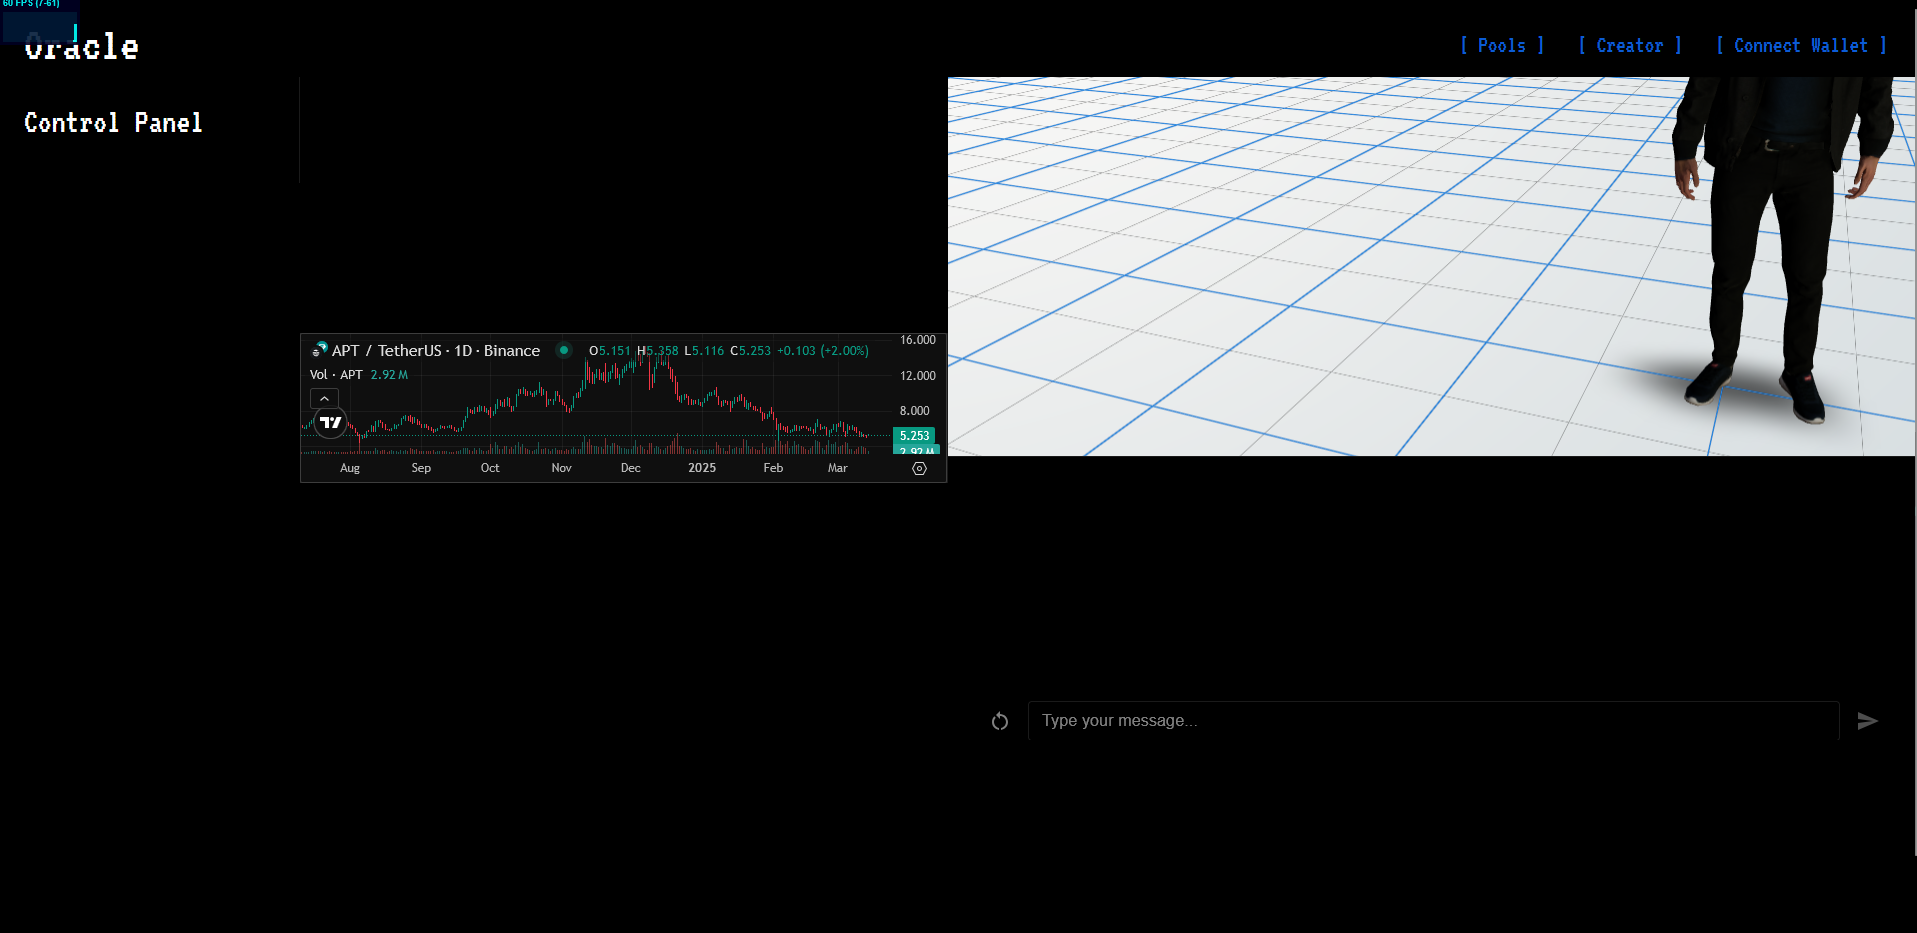 60 FPS (7-61)
Oracle
[ Pools ] [ Creator ] [ Connect Wallet ]
Control Panel
APT / TetherUS · 1D · Binance O5.151 H5.358 L5.116 C5.253 +0.103 (+2.00%)
Vol · APT 2.92 M
16.000
12.000
8.000
5.253
2.92 M
Aug Sep Oct Nov Dec 2025 Feb Mar
Type your message...